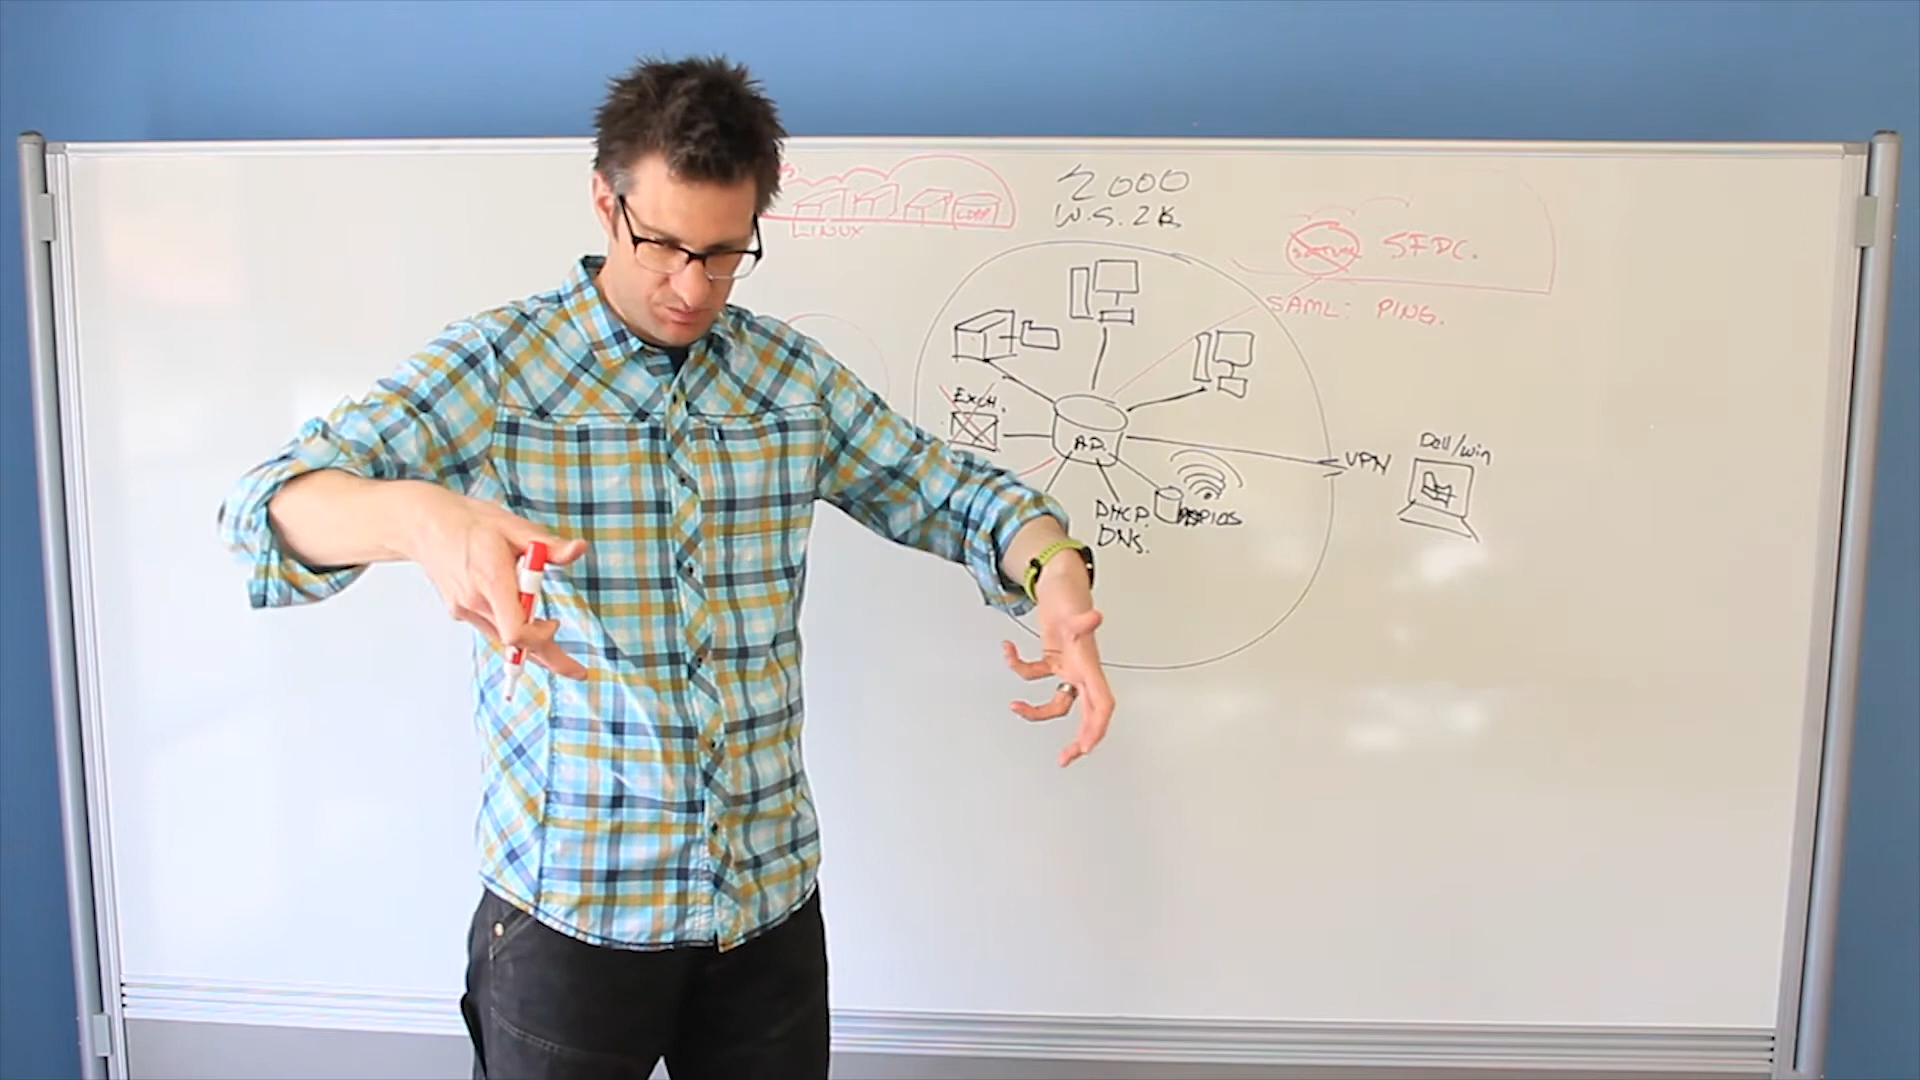 LINUX
LDAP
2000
W.S. 2K
SFDC.
SAML: PING.
EXCH.
A.D.
VPN
Dell/Win
DHCP.
DNS.